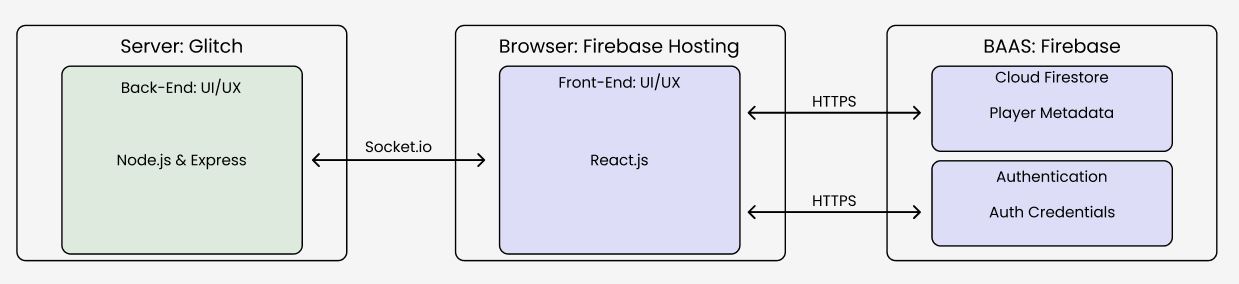 Server: Glitch
Back-End: UI/UX
Node.js & Express
Socket.io
Browser: Firebase Hosting
Front-End: UI/UX
React.js
HTTPS
HTTPS
BAAS: Firebase
Cloud Firestore
Player Metadata
Authentication
Auth Credentials